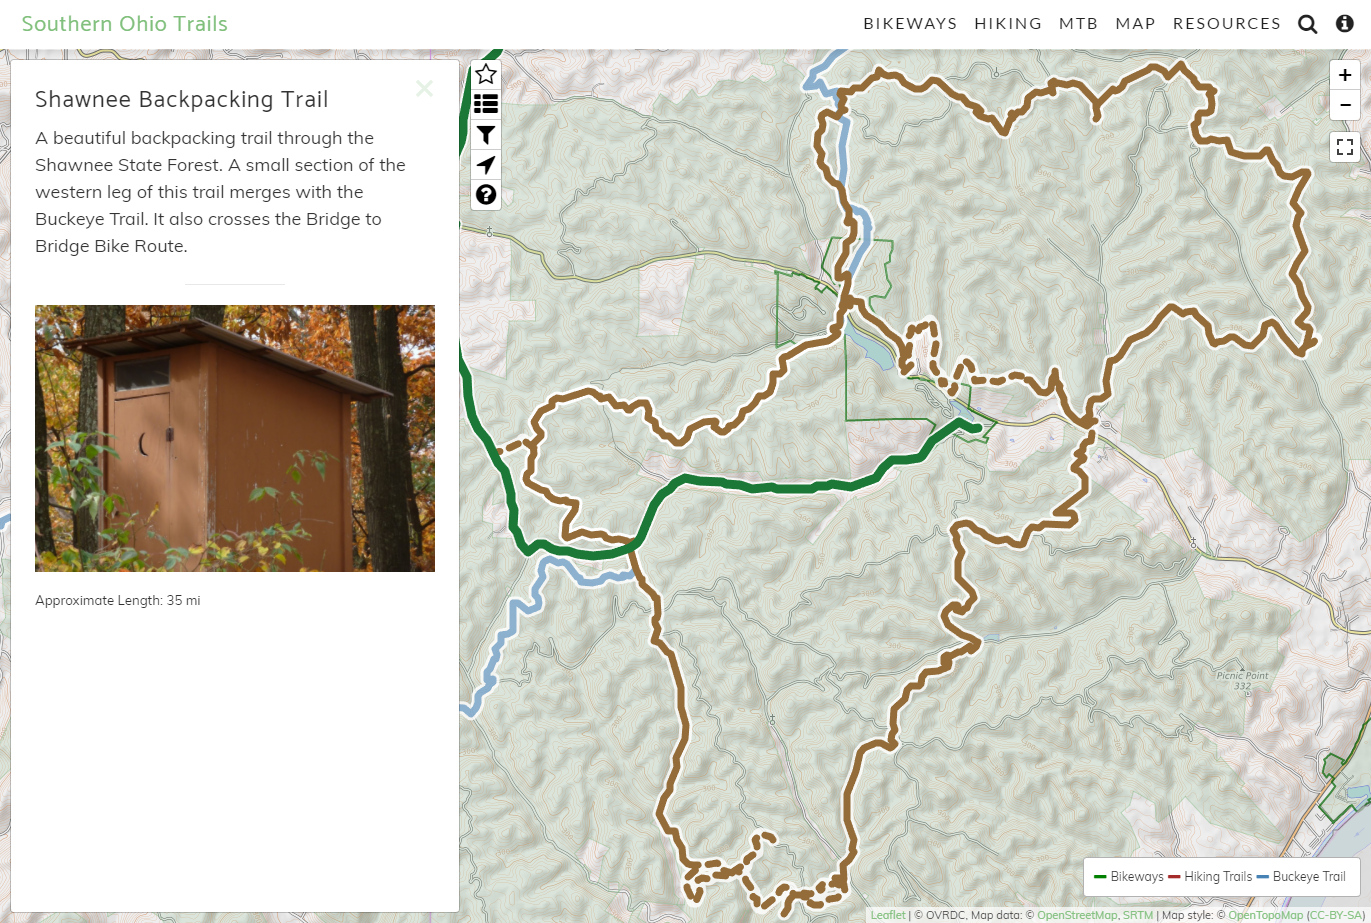 Southern Ohio Trails
BIKEWAYS HIKING MTB MAP RESOURCES
Shawnee Backpacking Trail
A beautiful backpacking trail through the
Shawnee State Forest. A small section of the
western leg of this trail merges with the
Buckeye Trail. It also crosses the Bridge to
Bridge Bike Route.
Approximate Length: 35 mi
+
−
Picnic Point
332
Bikeways Hiking Trails Buckeye Trail
Leaflet | © OVRDC, Map data: © OpenStreetMap, SRTM | Map style: © OpenTopoMap (CC-BY-SA)